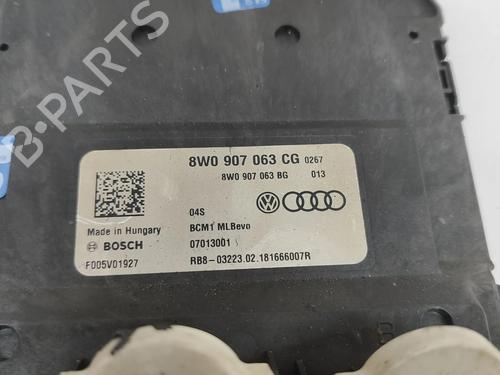 B-PARTS
8W0 907 063 CG 0267
8W0 907 063 BG 013
04S
Made in Hungary
BCM1 MLBevo
BOSCH
07013001
F005V01927
RB8-03223.02.181666007R